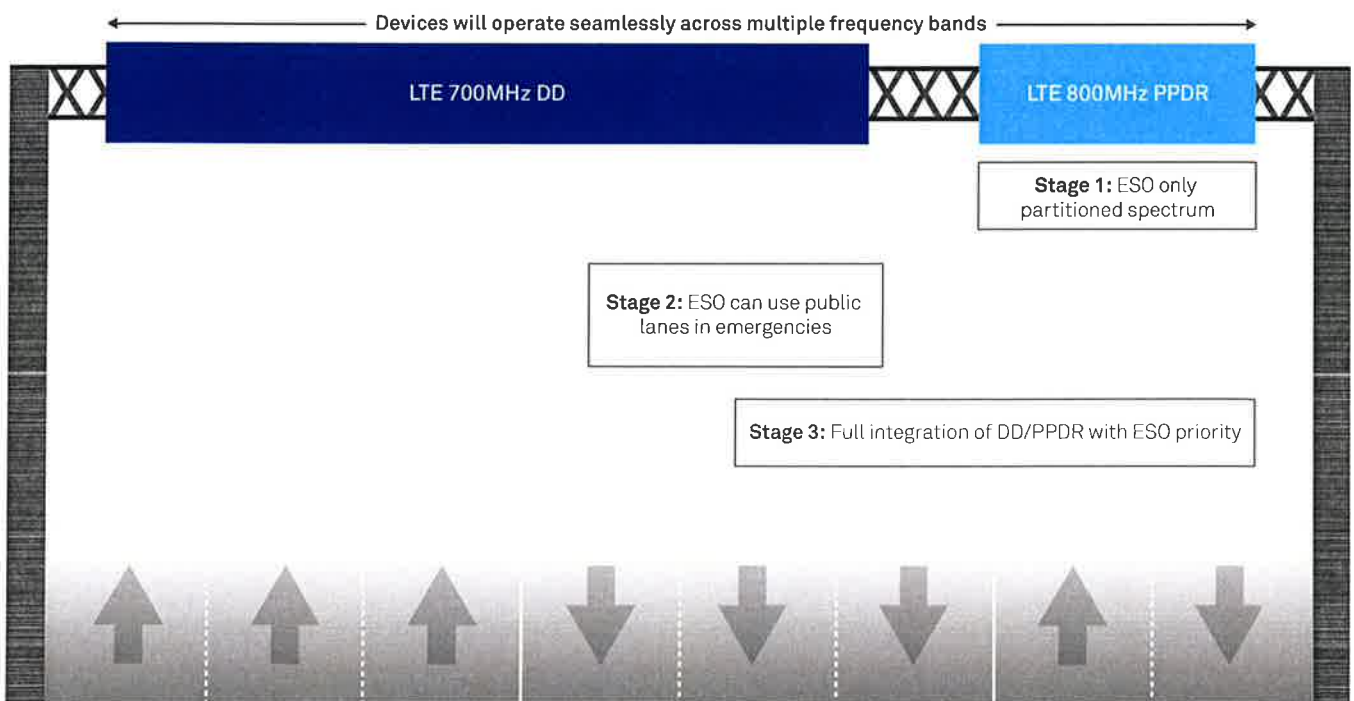 Devices will operate seamlessly across multiple frequency bands
LTE 700MHz DD
LTE 800MHz PPDR
Stage 1: ESO only
partitioned spectrum
Stage 2: ESO can use public
lanes in emergencies
Stage 3: Full integration of DD/PPDR with ESO priority